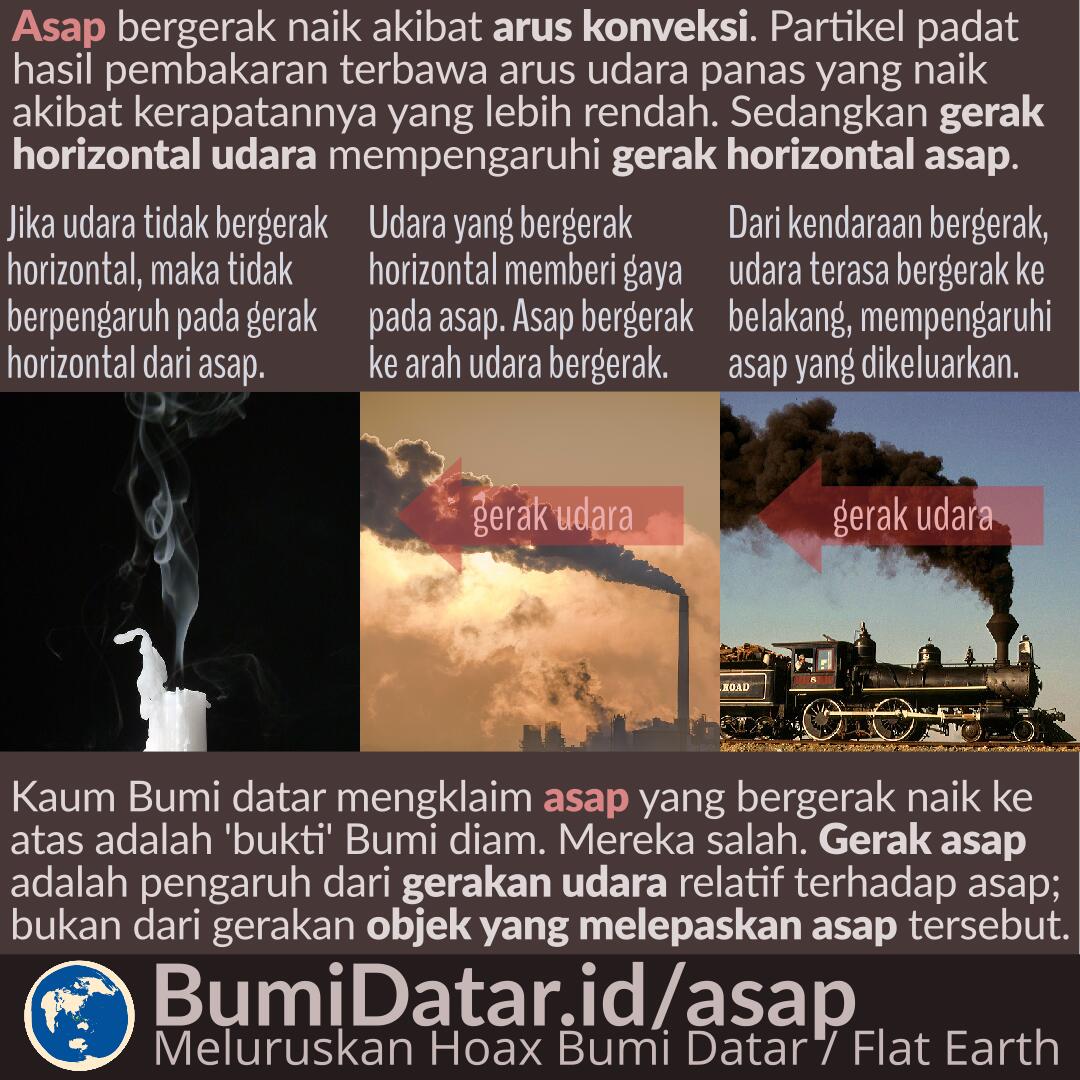 Asap bergerak naik akibat arus konveksi. Partikel padat
hasil pembakaran terbawa arus udara panas yang naik
akibat kerapatannya yang lebih rendah. Sedangkan gerak
horizontal udara mempengaruhi gerak horizontal asap.
Jika udara tidak bergerak
horizontal, maka tidak
berpengaruh pada gerak
horizontal dari asap.
Udara yang bergerak
horizontal memberi gaya
pada asap. Asap bergerak
ke arah udara bergerak.
Dari kendaraan bergerak,
udara terasa bergerak ke
belakang, mempengaruhi
asap yang dikeluarkan.
gerak udara
gerak udara
ROAD
8
Kaum Bumi datar mengklaim asap yang bergerak naik ke
atas adalah 'bukti' Bumi diam. Mereka salah. Gerak asap
adalah pengaruh dari gerakan udara relatif terhadap asap;
bukan dari gerakan objek yang melepaskan asap tersebut.
BumiDatar.id/asap
Meluruskan Hoax Bumi Datar / Flat Earth